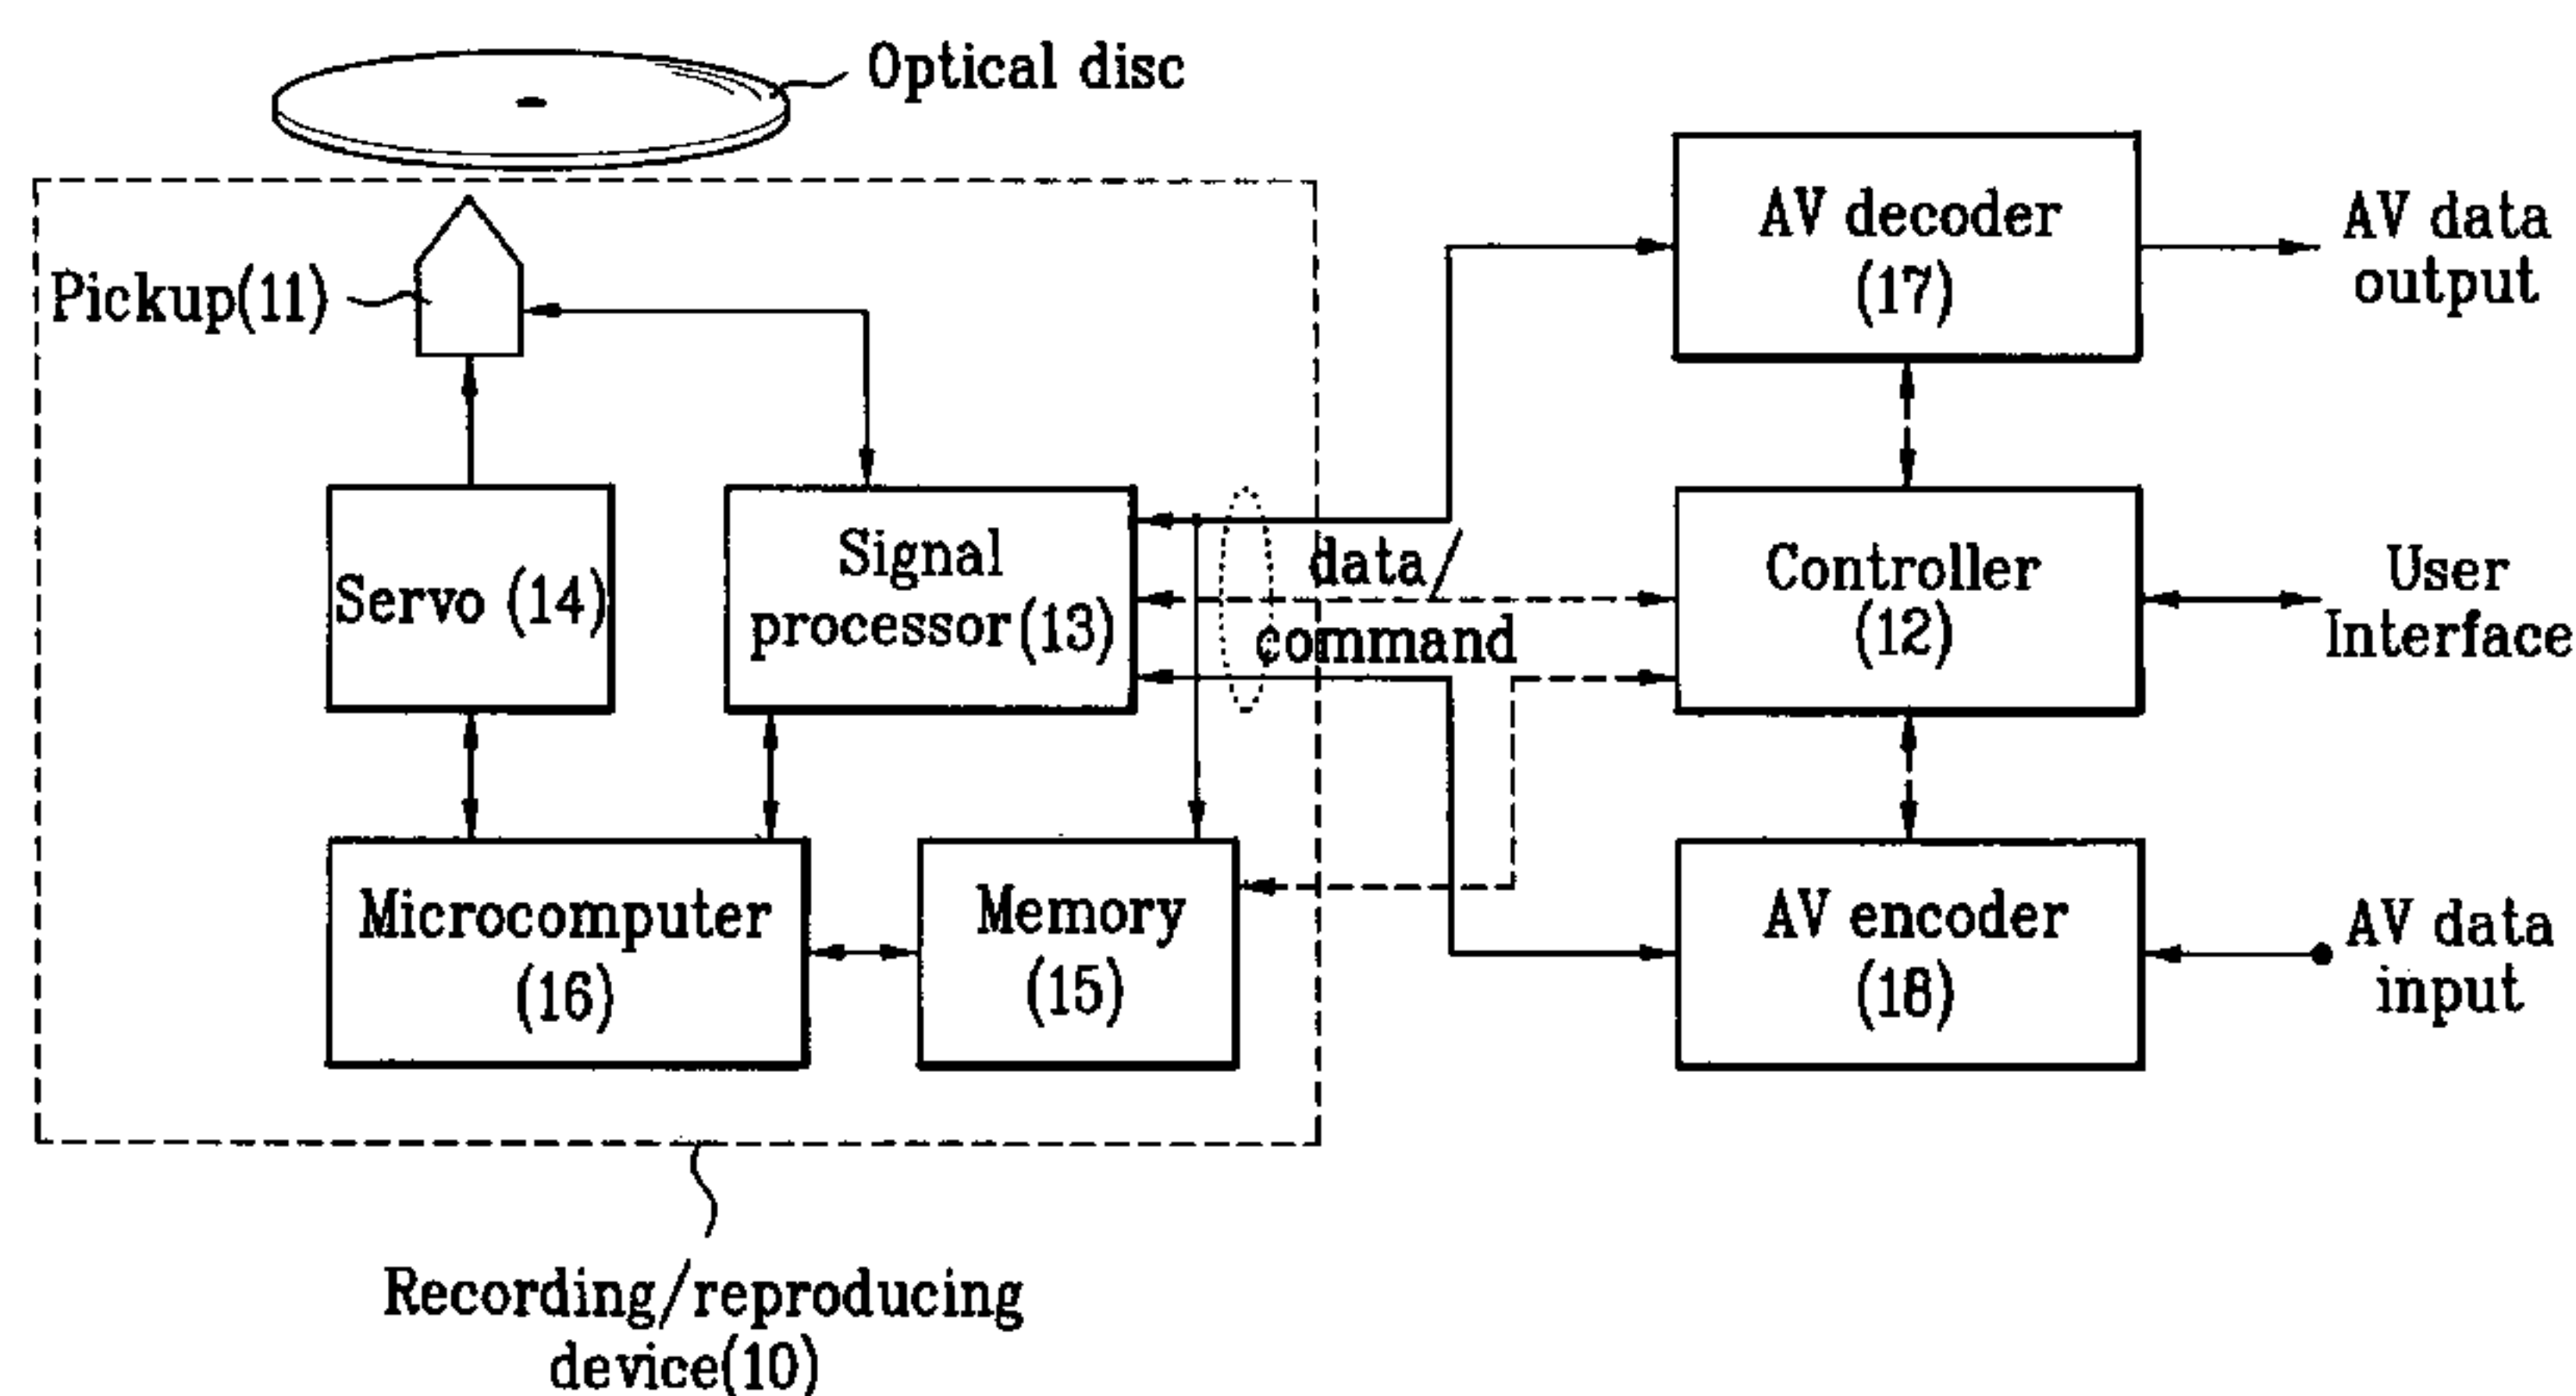 Optical disc
AV decoder
(17)
AV data
output
Pickup(11)
Servo (14)
Signal
processor(13)
data/
command
Controller
(12)
User
Interface
Microcomputer
(16)
Memory
(15)
AV encoder
(18)
AV data
input
Recording/reproducing
device(10)